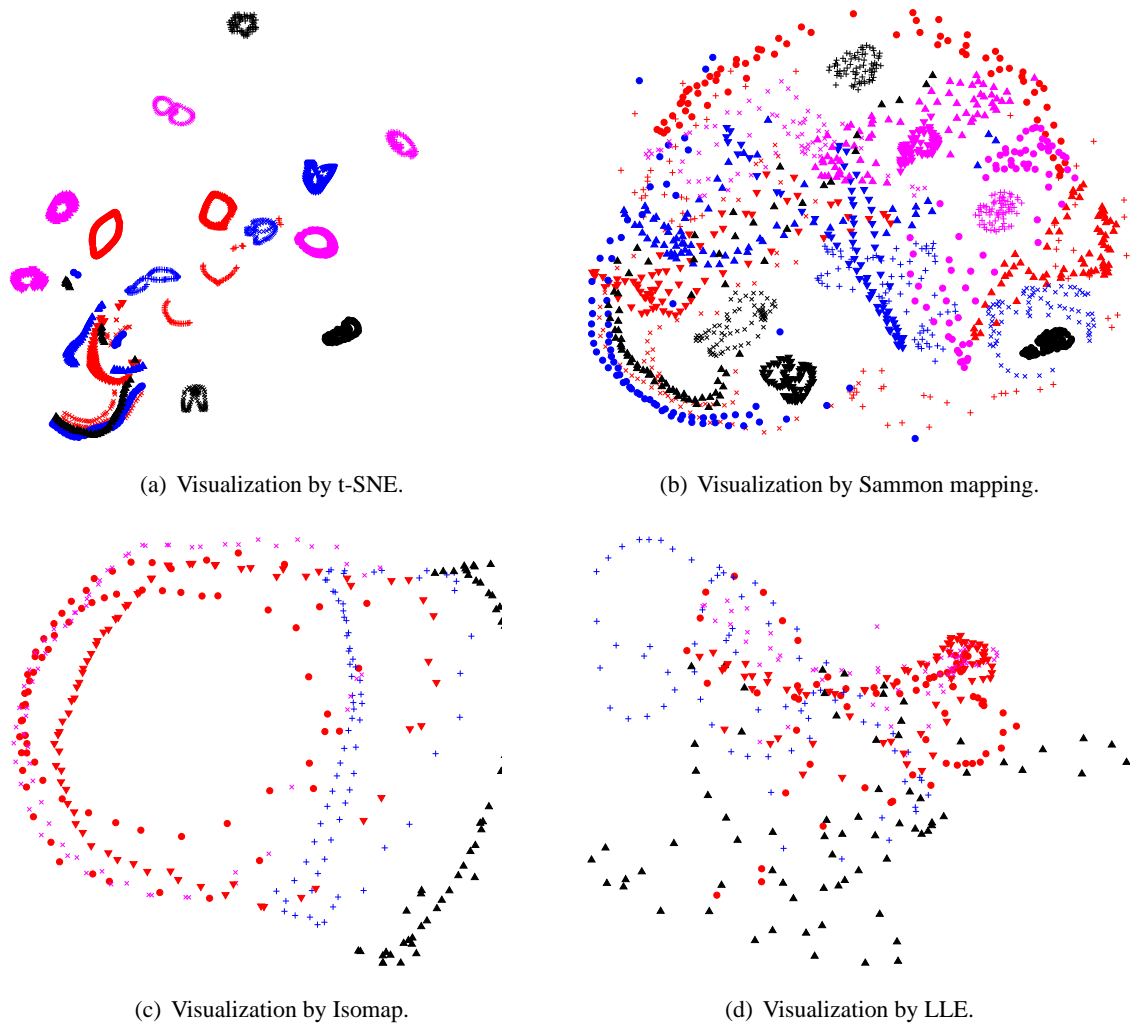 (a) Visualization by t-SNE.
(b) Visualization by Sammon mapping.
(c) Visualization by Isomap.
(d) Visualization by LLE.